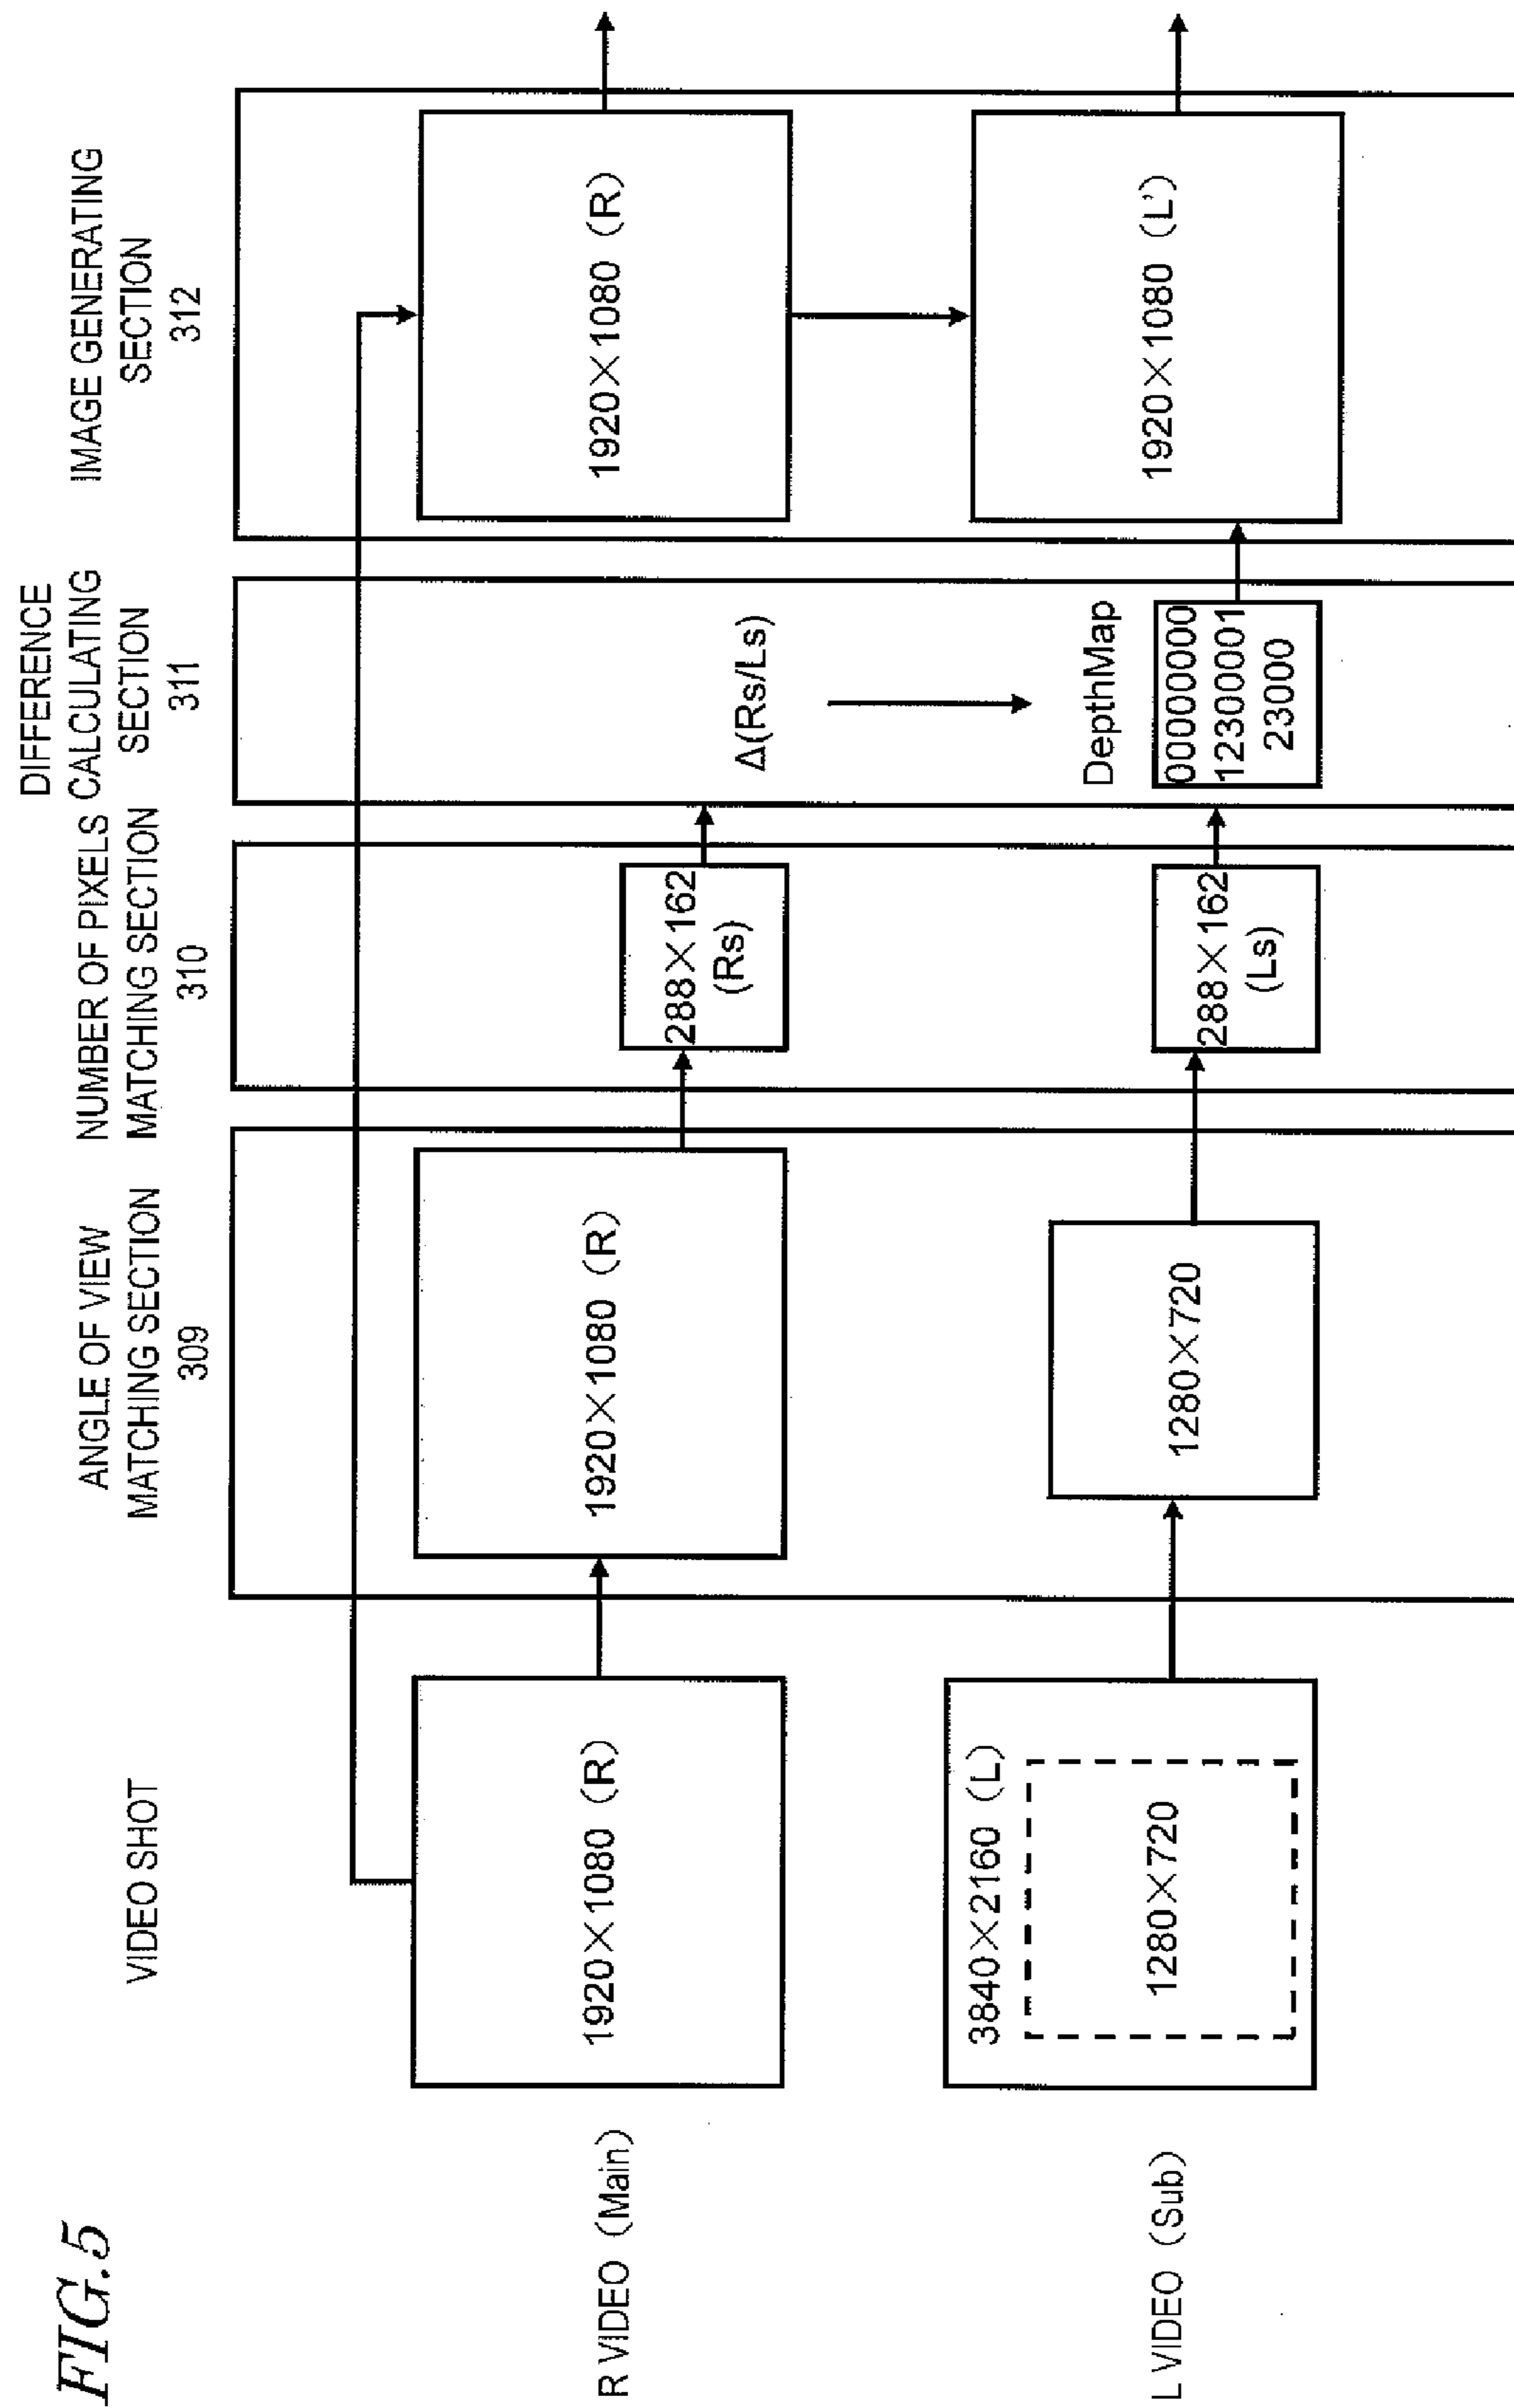 FIG.5
VIDEO SHOT
ANGLE OF VIEW
MATCHING SECTION
309
NUMBER OF PIXELS
MATCHING SECTION
310
DIFFERENCE
CALCULATING
SECTION
311
IMAGE GENERATING
SECTION
312
R VIDEO (Main)
1920×1080 (R)
1920×1080 (R)
288×162
(Rs)
Δ(Rs/Ls)
1920×1080 (R)
L VIDEO (Sub)
3840×2160 (L)
1280×720
1280×720
288×162
(Ls)
DepthMap
00000000
12300001
23000
1920×1080 (L')